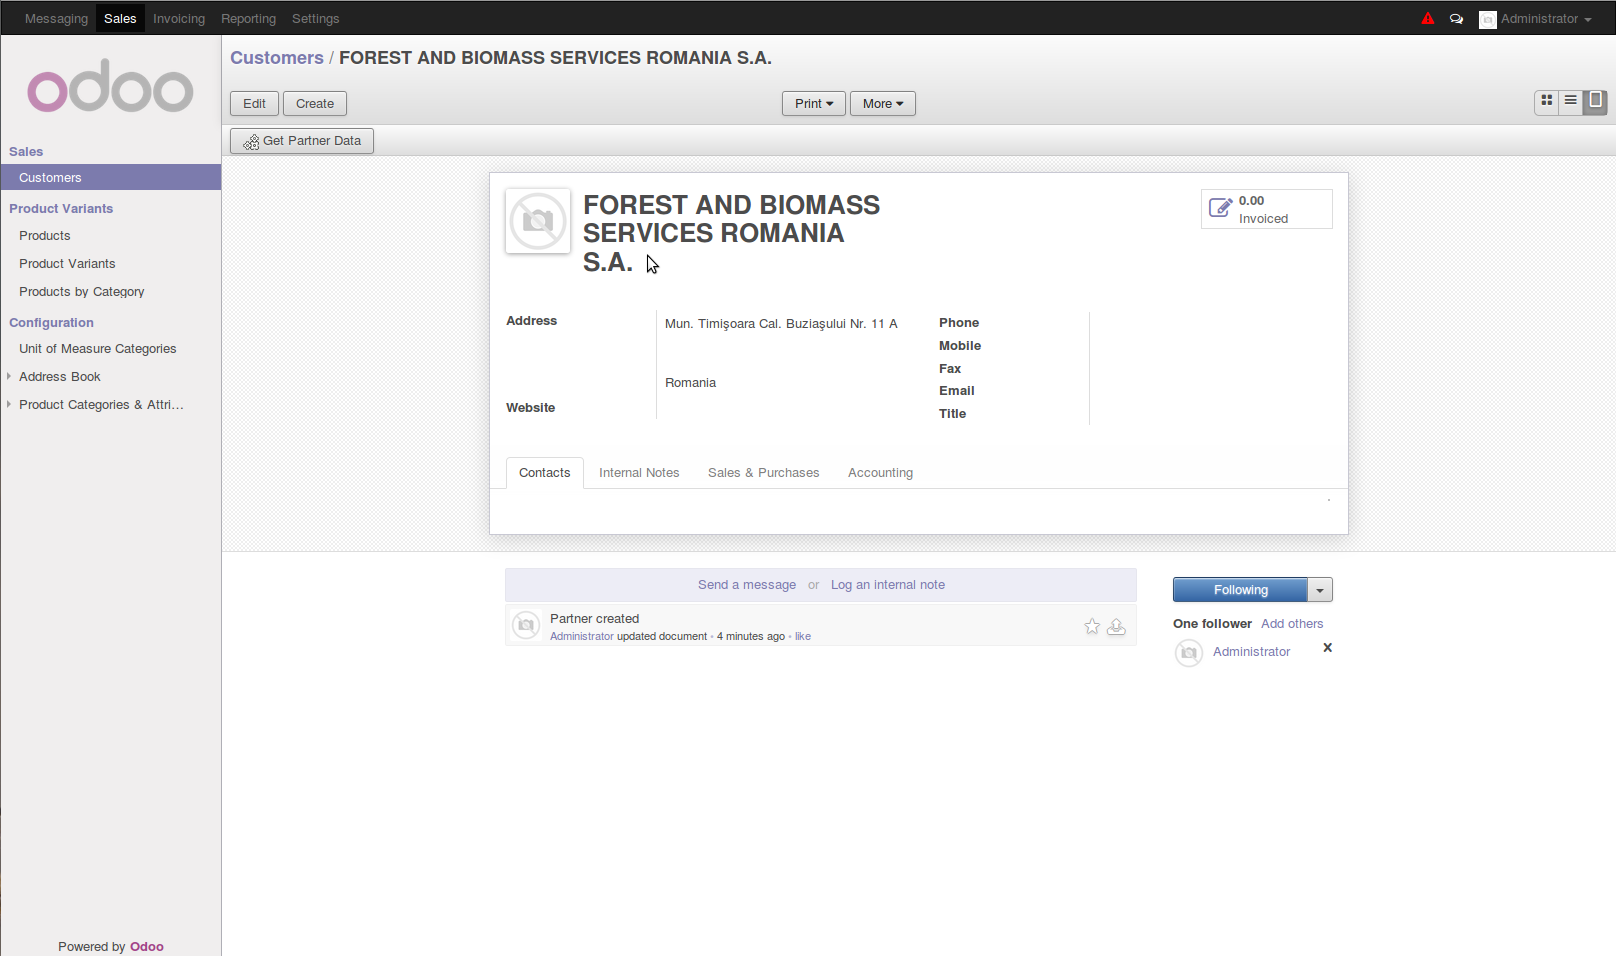 Messaging Sales Invoicing Reporting Settings Administrator
odoo
Customers / FOREST AND BIOMASS SERVICES ROMANIA S.A.
Edit Create Print More
Get Partner Data
Sales
Customers
Product Variants
Products
Product Variants
Products by Category
Configuration
Unit of Measure Categories
Address Book
Product Categories & Attri...
Powered by Odoo
FOREST AND BIOMASS
SERVICES ROMANIA
S.A.
0.00
Invoiced
Address
Mun. Timişoara Cal. Buziaşului Nr. 11 A
Romania
Website
Phone
Mobile
Fax
Email
Title
Contacts Internal Notes Sales & Purchases Accounting
Send a message or Log an internal note
Partner created
Administrator updated document • 4 minutes ago • like
Following
One follower Add others
Administrator x